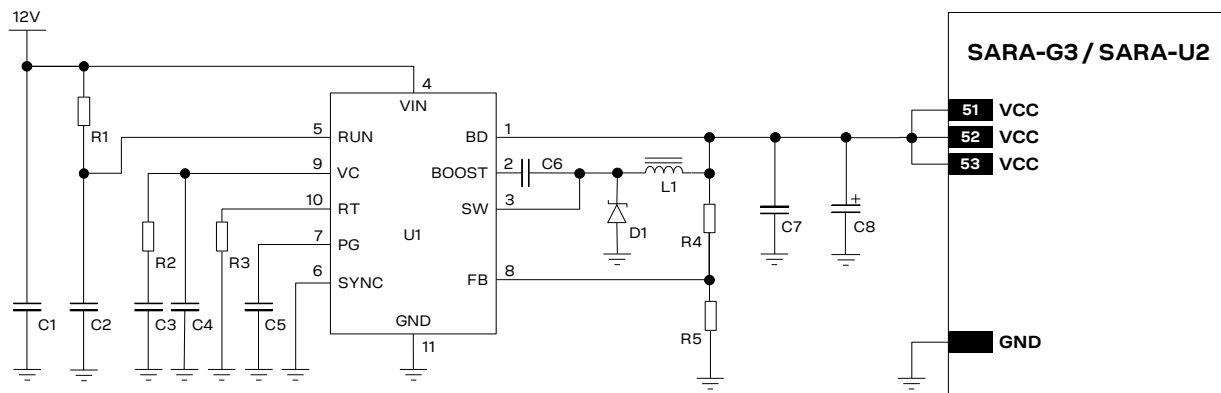 12V
SARA-G3 / SARA-U2
4
VIN
R1
51 VCC
5 RUN
BD 1
52 VCC
9 VC
BOOST 2 C6
53 VCC
L1
10 RT
SW 3
D1
C7
C8
R4
U1
7 PG
R2
R3
6 SYNC
FB 8
C1
C2
C3
C4
C5
GND
R5
GND
11